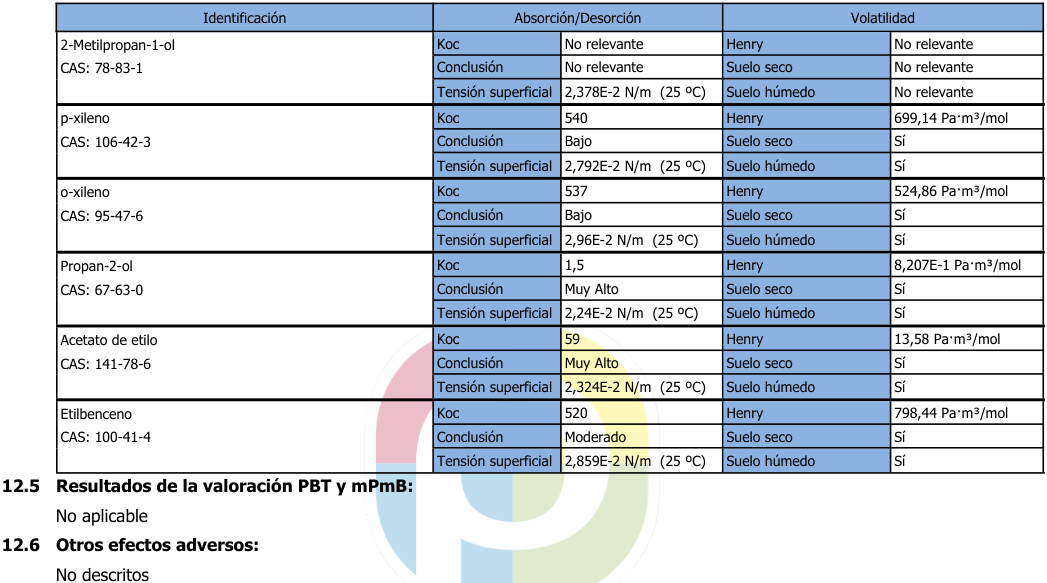 Identificación Absorción/Desorción Volatilidad
2-Metilpropan-1-ol Koc No relevante Henry No relevante
CAS: 78-83-1 Conclusión No relevante Suelo seco No relevante
Tensión superficial 2,378E-2 N/m (25 ºC) Suelo húmedo No relevante
p-xileno Koc 540 Henry 699,14 Pa·m³/mol
CAS: 106-42-3 Conclusión Bajo Suelo seco Sí
Tensión superficial 2,792E-2 N/m (25 ºC) Suelo húmedo Sí
o-xileno Koc 537 Henry 524,86 Pa·m³/mol
CAS: 95-47-6 Conclusión Bajo Suelo seco Sí
Tensión superficial 2,96E-2 N/m (25 ºC) Suelo húmedo Sí
Propan-2-ol Koc 1,5 Henry 8,207E-1 Pa·m³/mol
CAS: 67-63-0 Conclusión Muy Alto Suelo seco Sí
Tensión superficial 2,24E-2 N/m (25 ºC) Suelo húmedo Sí
Acetato de etilo Koc 59 Henry 13,58 Pa·m³/mol
CAS: 141-78-6 Conclusión Muy Alto Suelo seco Sí
Tensión superficial 2,324E-2 N/m (25 ºC) Suelo húmedo Sí
Etilbenceno Koc 520 Henry 798,44 Pa·m³/mol
CAS: 100-41-4 Conclusión Moderado Suelo seco Sí
Tensión superficial 2,859E-2 N/m (25 ºC) Suelo húmedo Sí
12.5 Resultados de la valoración PBT y mPmB:
No aplicable
12.6 Otros efectos adversos:
No descritos